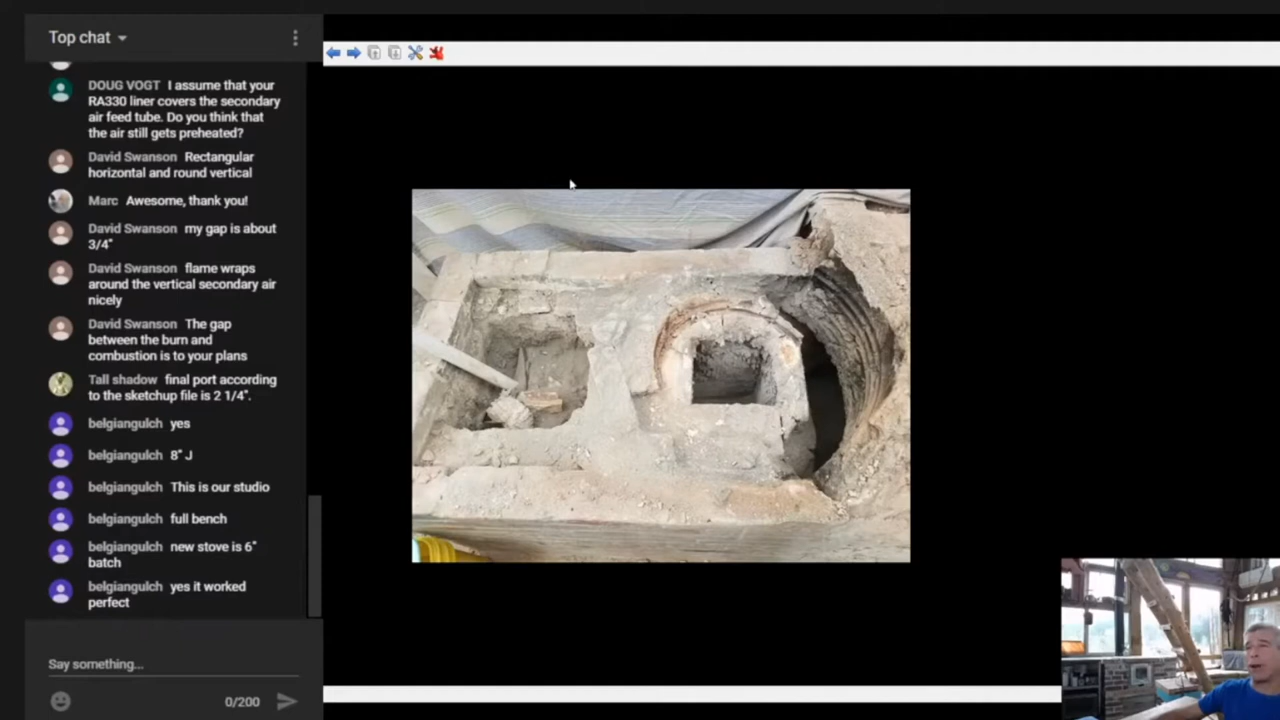 Top chat
DOUG VOGT I assume that your
RA330 liner covers the secondary
air feed tube. Do you think that
the air still gets preheated?
David Swanson Rectangular
horizontal and round vertical
Marc Awesome, thank you!
David Swanson my gap is about
3/4"
David Swanson flame wraps
around the vertical secondary air
nicely
David Swanson The gap
between the burn and
combustion is to your plans
Tall shadow final port according
to the sketchup file is 2 1/4".
belgiangulch yes
belgiangulch 8" J
belgiangulch This is our studio
belgiangulch full bench
belgiangulch new stove is 6"
batch
belgiangulch yes it worked
perfect
Say something...
0/200